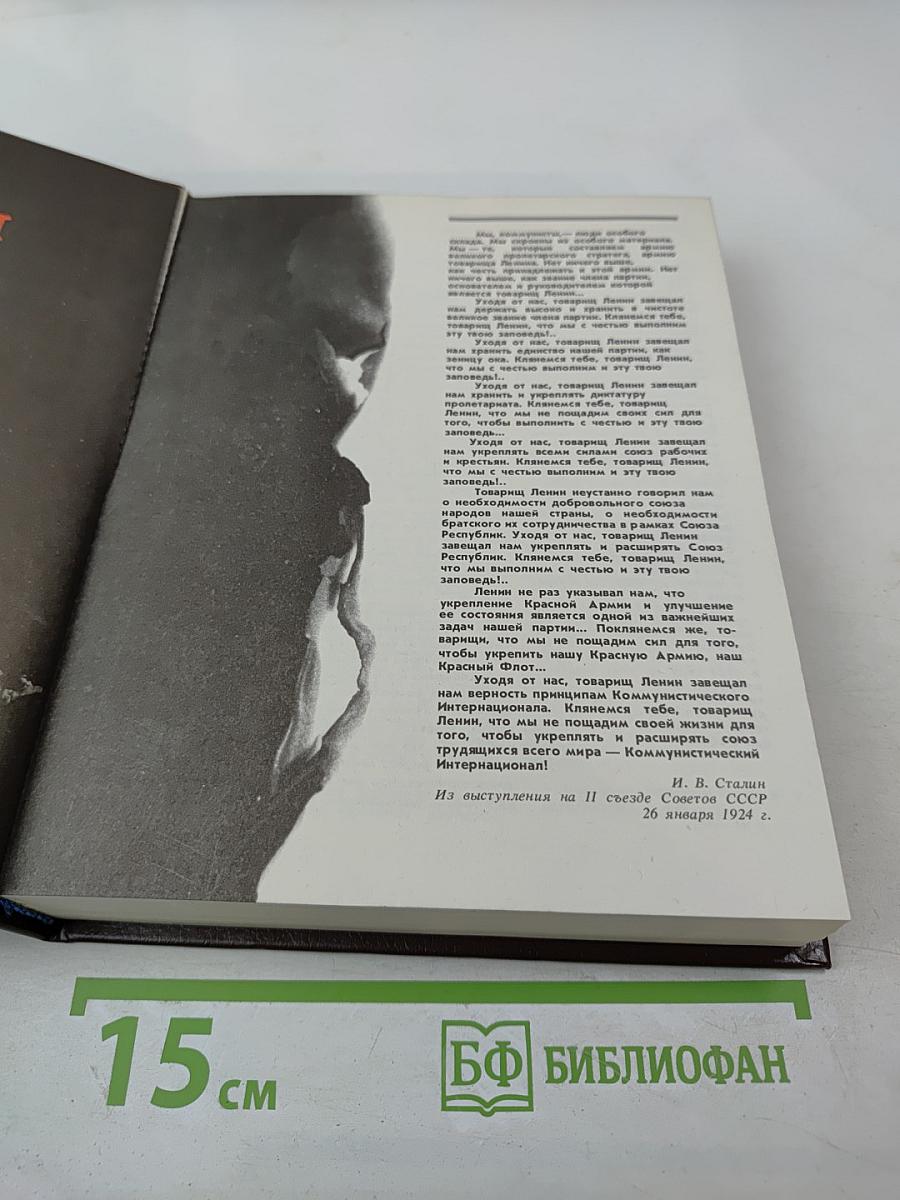 Мы, коммунисты,— люди особого
склада. Мы скроены из особого материала.
Мы — те, которые составляем армию
великого пролетарского стратега, армию
товарища Ленина. Нет ничего выше,
как честь принадлежать к этой армии. Нет
ничего выше, как звание члена партии,
основателем и руководителем которой
является товарищ Ленин...
Уходя от нас, товарищ Ленин завещал
нам держать высоко и хранить в чистоте
великое звание члена партии. Клянемся тебе,
товарищ Ленин, что мы с честью выполним
эту твою заповедь!..
Уходя от нас, товарищ Ленин завещал
нам хранить единство нашей партии, как
зеницу ока. Клянемся тебе, товарищ Ленин,
что мы с честью выполним и эту твою
заповедь!..
Уходя от нас, товарищ Ленин завещал
нам хранить и укреплять диктатуру
пролетариата. Клянемся тебе, товарищ
Ленин, что мы не пощадим своих сил для
того, чтобы выполнить с честью и эту твою
заповедь...
Уходя от нас, товарищ Ленин завещал
нам укреплять всеми силами союз рабочих
и крестьян. Клянемся тебе, товарищ Ленин,
что мы с честью выполним и эту твою
заповедь!..
Товарищ Ленин неустанно говорил нам
о необходимости добровольного союза
народов нашей страны, о необходимости
братского их сотрудничества в рамках Союза
Республик. Уходя от нас, товарищ Ленин
завещал нам укреплять и расширять Союз
Республик. Клянемся тебе, товарищ Ленин,
что мы выполним с честью и эту твою
заповедь!..
Ленин не раз указывал нам, что
укрепление Красной Армии и улучшение
ее состояния является одной из важнейших
задач нашей партии... Поклянемся же, то-
варищи, что мы не пощадим сил для того,
чтобы укрепить нашу Красную Армию, наш
Красный Флот...
Уходя от нас, товарищ Ленин завещал
нам верность принципам Коммунистического
Интернационала. Клянемся тебе, товарищ
Ленин, что мы не пощадим своей жизни для
того, чтобы укреплять и расширять союз
трудящихся всего мира — Коммунистический
Интернационал!
И. В. Сталин
Из выступления на II съезде Советов СССР
26 января 1924 г.
15 см
БФ БИБЛИОФАН